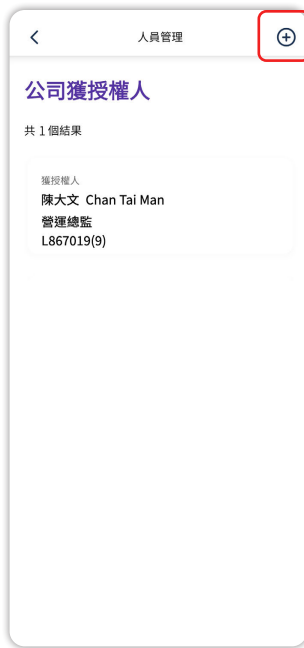 人員管理
公司獲授權人
共 1 個結果
獲授權人
陳大文 Chan Tai Man
營運總監
L867019(9)